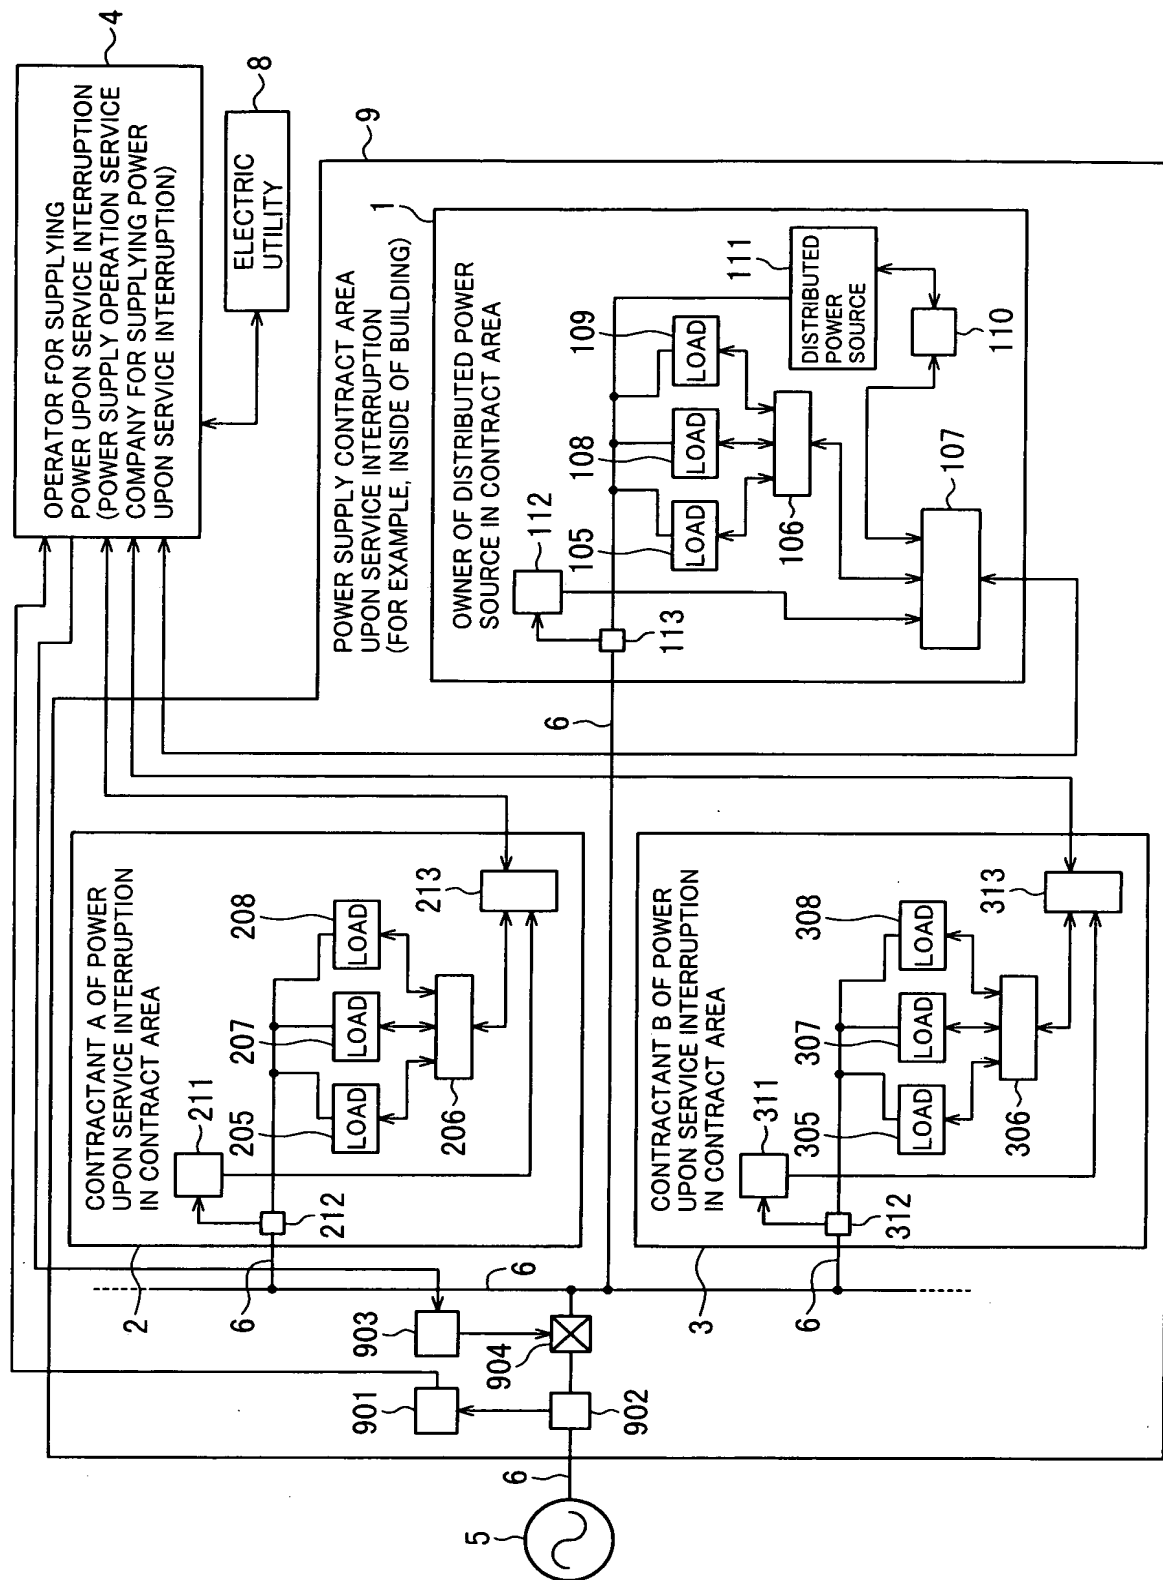 OPERATOR FOR SUPPLYING
POWER UPON SERVICE INTERRUPTION
(POWER SUPPLY OPERATION SERVICE
COMPANY FOR SUPPLYING POWER
UPON SERVICE INTERRUPTION)
4
ELECTRIC
UTILITY
8
9
POWER SUPPLY CONTRACT AREA
UPON SERVICE INTERRUPTION
(FOR EXAMPLE, INSIDE OF BUILDING)
1
OWNER OF DISTRIBUTED POWER
SOURCE IN CONTRACT AREA
112
113
105
LOAD
108
LOAD
109
LOAD
106
111
DISTRIBUTED
POWER
SOURCE
110
107
6
CONTRACTANT A OF POWER
UPON SERVICE INTERRUPTION
IN CONTRACT AREA
2
211
212
205
LOAD
207
LOAD
208
LOAD
206
213
6
CONTRACTANT B OF POWER
UPON SERVICE INTERRUPTION
IN CONTRACT AREA
3
311
312
305
LOAD
307
LOAD
308
LOAD
306
313
6
6
903
904
901
902
6
5